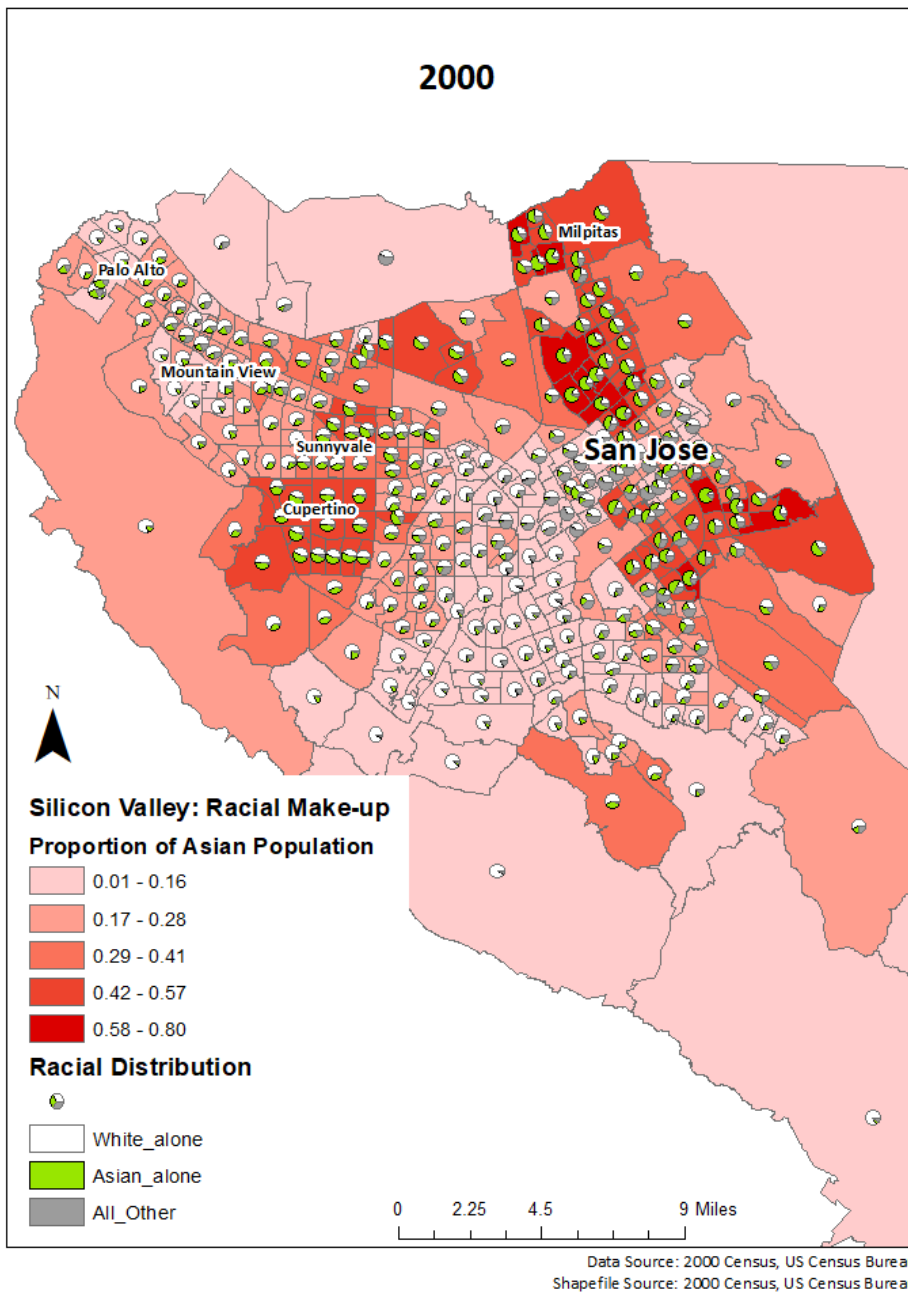 2000
Milpitas
Palo Alto
Mountain View
Sunnyvale
San Jose
Cupertino
N
Silicon Valley: Racial Make-up
Proportion of Asian Population
0.01 - 0.16
0.17 - 0.28
0.29 - 0.41
0.42 - 0.57
0.58 - 0.80
Racial Distribution
White_alone
Asian_alone
All_Other
0 2.25 4.5 9 Miles
Data Source: 2000 Census, US Census Burea
Shapefile Source: 2000 Census, US Census Burea